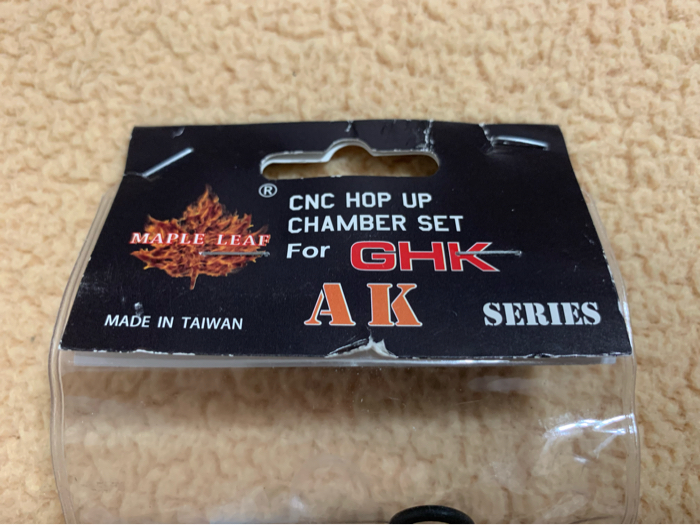 ®
CNC HOP UP
CHAMBER SET
MAPLE LEAF
For GHK
AK
MADE IN TAIWAN
SERIES